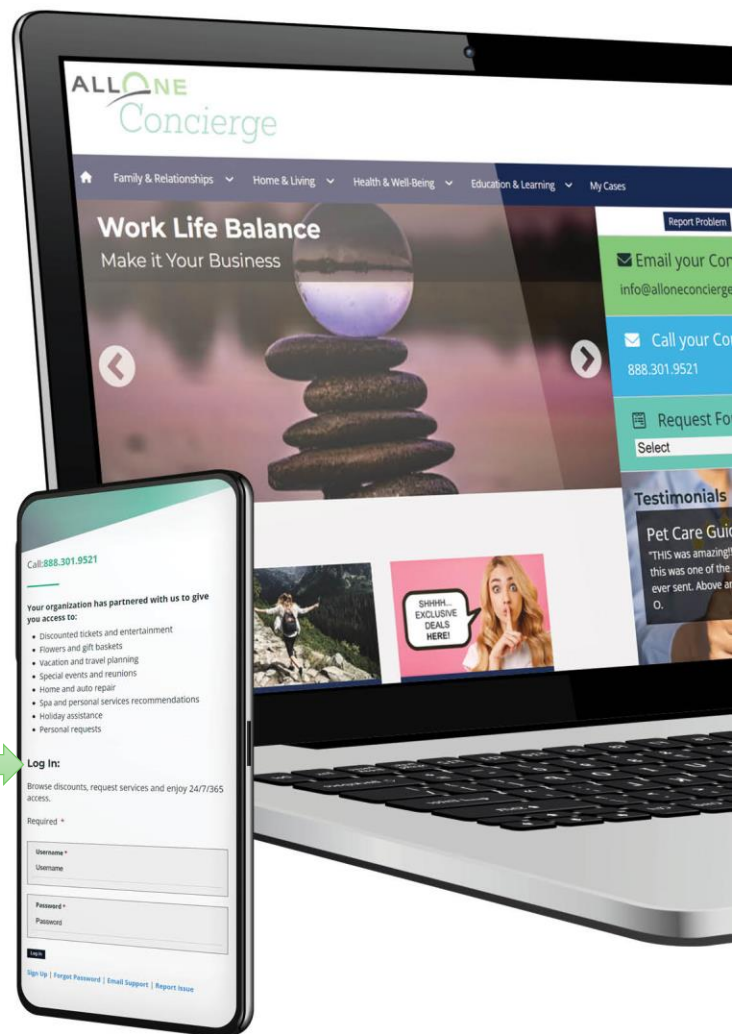 ALLONE
Concierge
Family & Relationships
Home & Living
Health & Well-Being
Education & Learning
My Cases
Work Life Balance
Make it Your Business
Report Problem
Email your Con
info@alloneconcierge
Call your Co
888.301.9521
Request Fo
Select
Testimonials
Pet Care Guid
"THIS was amazing!!
this was one of the
ever sent. Above an
O.
SHHHH...
EXCLUSIVE
DEALS
HERE!
Call:888.301.9521
Your organization has partnered with us to give
you access to:
• Discounted tickets and entertainment
• Flowers and gift baskets
• Vacation and travel planning
• Special events and reunions
• Home and auto repair
• Spa and personal services recommendations
• Holiday assistance
• Personal requests
Log In:
Browse discounts, request services and enjoy 24/7/365
access.
Required *
Username *
Username
Password *
Password
Log In
Sign Up | Forgot Password | Email Support | Report Issue